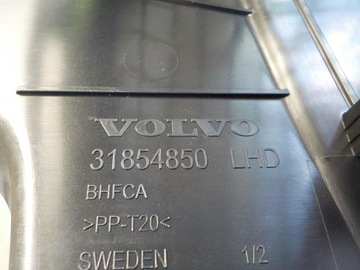 VOLVO
31854850 LHD
BHFCA
>PP-T20<
SWEDEN 1/2